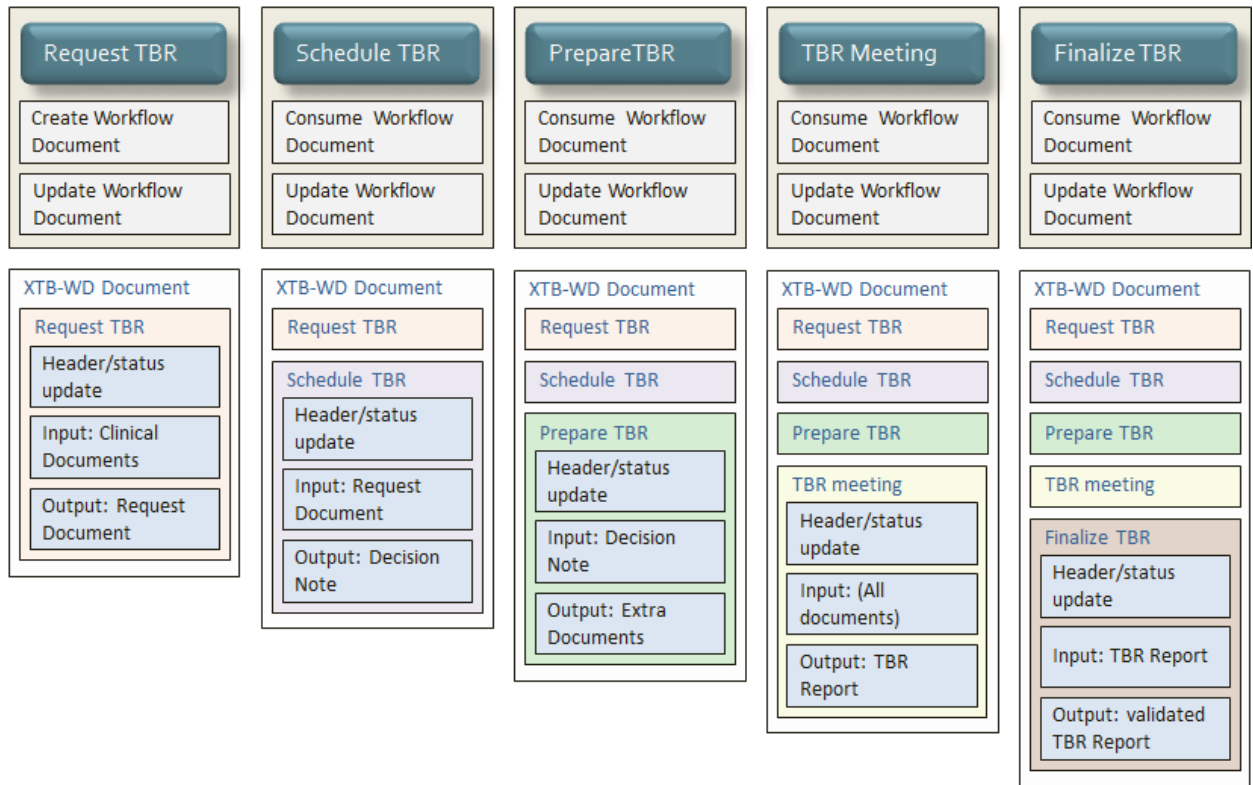 Request TBR
Create Workflow
Document
Update Workflow
Document
XTB-WD Document
Request TBR
Header/status
update
Input: Clinical
Documents
Output: Request
Document
Schedule TBR
Consume Workflow
Document
Update Workflow
Document
XTB-WD Document
Request TBR
Schedule TBR
Header/status
update
Input: Request
Document
Output: Decision
Note
PrepareTBR
Consume Workflow
Document
Update Workflow
Document
XTB-WD Document
Request TBR
Schedule TBR
Prepare TBR
Header/status
update
Input: Decision
Note
Output: Extra
Documents
TBR Meeting
Consume Workflow
Document
Update Workflow
Document
XTB-WD Document
Request TBR
Schedule TBR
Prepare TBR
TBR meeting
Header/status
update
Input: (All
documents)
Output: TBR
Report
Finalize TBR
Consume Workflow
Document
Update Workflow
Document
XTB-WD Document
Request TBR
Schedule TBR
Prepare TBR
TBR meeting
Finalize TBR
Header/status
update
Input: TBR Report
Output: validated
TBR Report